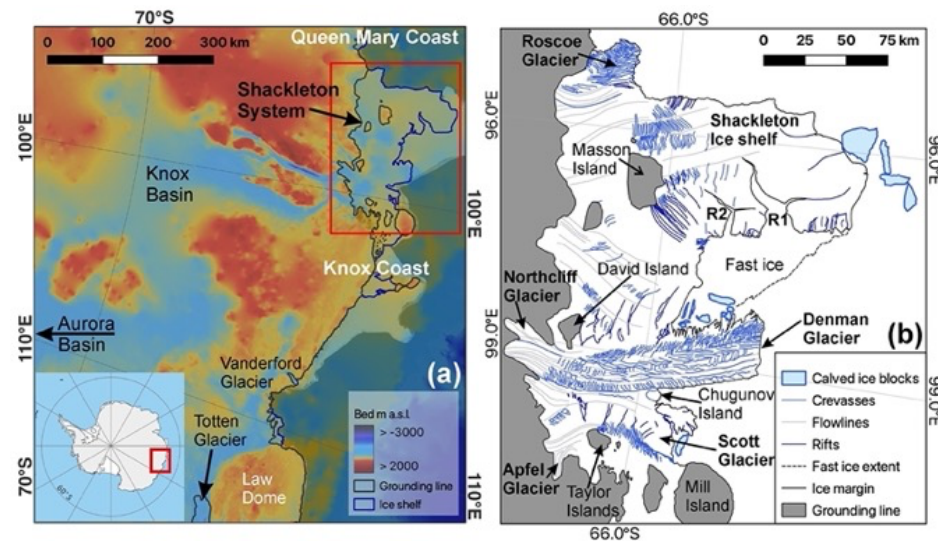 70°S
0 100 200 300 km
Queen Mary Coast
Shackleton
System
100°E
Knox
Basin
100°E
Knox Coast
110°E
Aurora
Basin
Vanderford
Glacier
(a)
Totten
Glacier
Bed m a.s.l.
> -3000
> 2000
Grounding line
Ice shelf
Law
Dome
60°S
70°S
110°E
66.0°S
Roscoe
Glacier
0 25 50 75 km
96.0°E
Shackleton
Ice shelf
Masson
Island
96.0°E
R2
R1
Fast ice
David Island
Northcliff
Glacier
99.0°E
Denman
Glacier
(b)
Chugunov
Island
99.0°E
Scott
Glacier
Apfel
Glacier
Taylor
Islands
Mill
Island
Calved ice blocks
Crevasses
Flowlines
Rifts
Fast ice extent
Ice margin
Grounding line
66.0°S